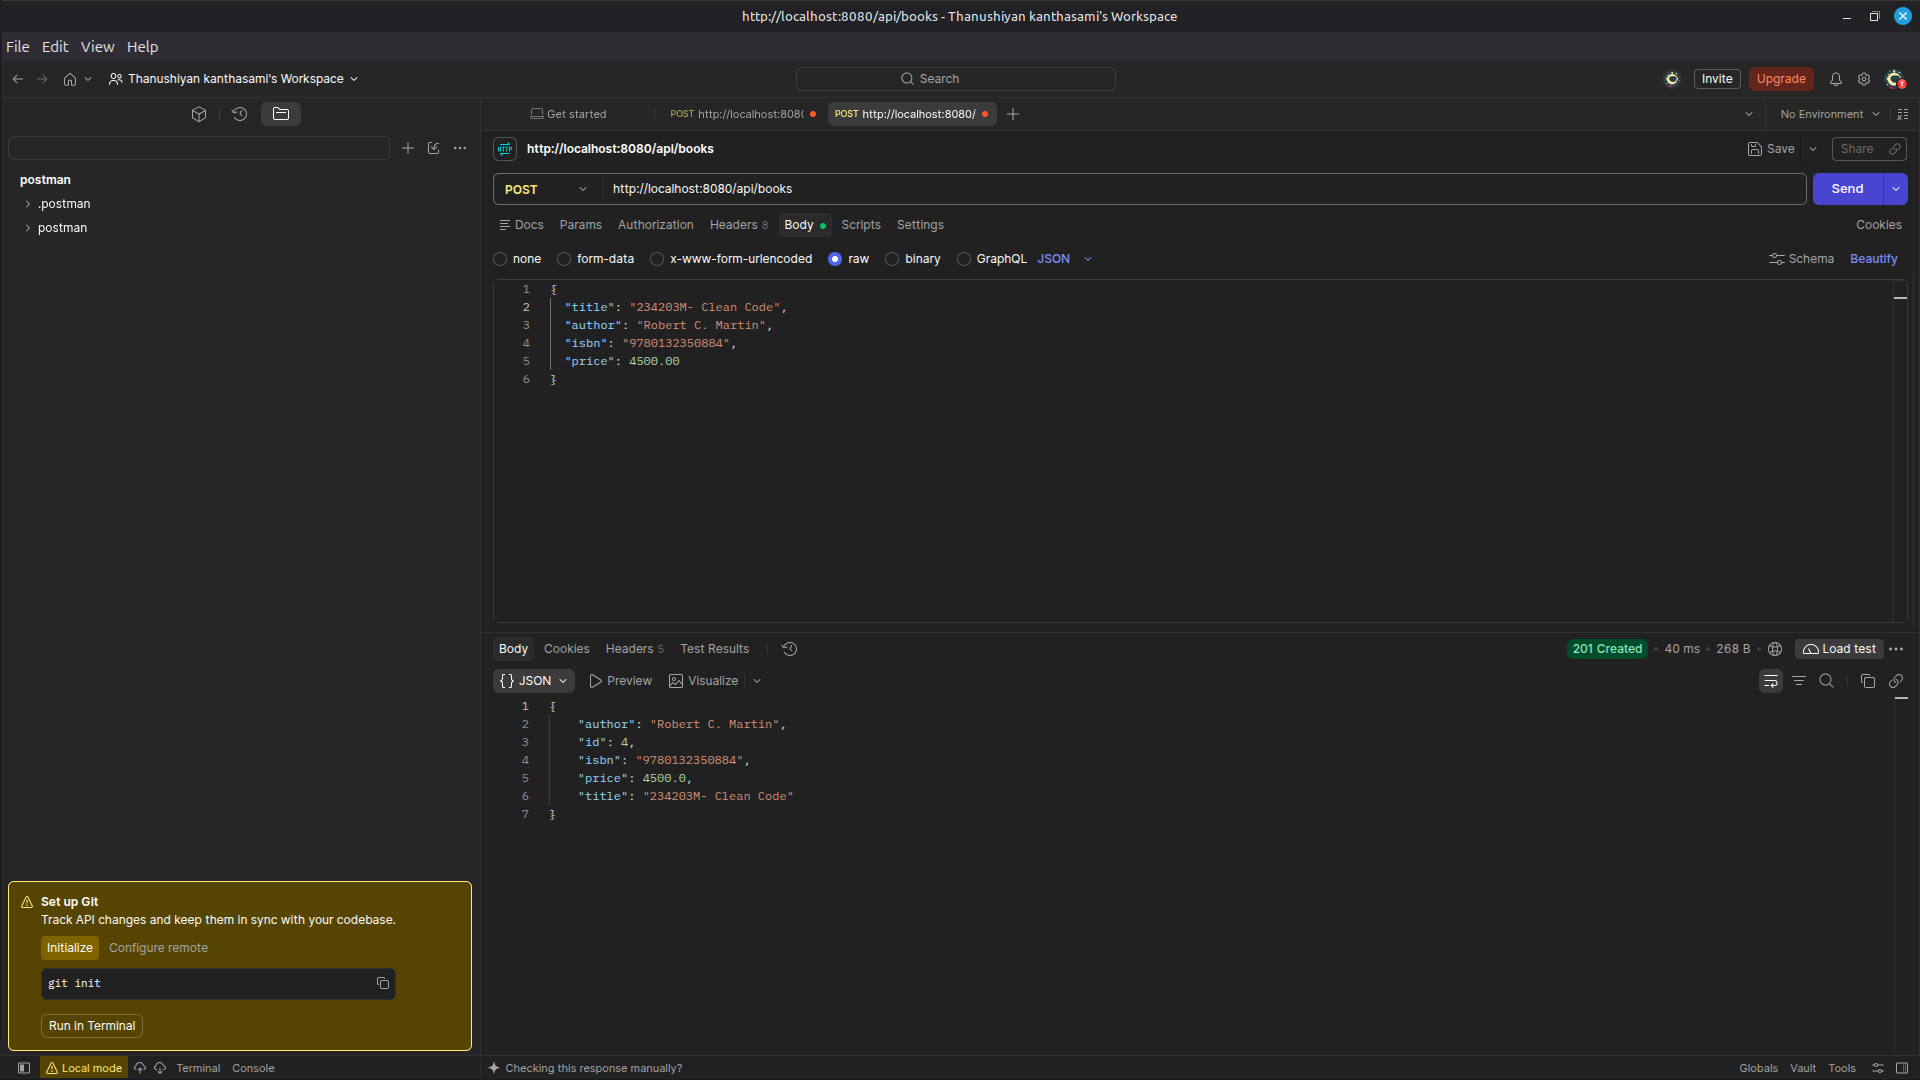 http://localhost:8080/api/books - Thanushiyan kanthasami's Workspace
File Edit View Help
Thanushiyan kanthasami's Workspace
Search
Invite
Upgrade
Get started
POST http://localhost:808
POST http://localhost:8080/
No Environment
http://localhost:8080/api/books
Save
Share
postman
.postman
postman
POST
http://localhost:8080/api/books
Send
Docs Params Authorization Headers 8 Body Scripts Settings
Cookies
none form-data x-www-form-urlencoded raw binary GraphQL JSON
Schema Beautify
HTTP
1 {
2 "title": "234203M- Clean Code",
3 "author": "Robert C. Martin",
4 "isbn": "9780132350884",
5 "price": 4500.00
6 }
Body Cookies Headers 5 Test Results
201 Created 40 ms 268 B
Load test
{} JSON Preview Visualize
1 {
2 "author": "Robert C. Martin",
3 "id": 4,
4 "isbn": "9780132350884",
5 "price": 4500.0,
6 "title": "234203M- Clean Code"
7 }
Set up Git
Track API changes and keep them in sync with your codebase.
Initialize Configure remote
git init
Run in Terminal
Local mode Terminal Console
Checking this response manually?
Globals Vault Tools